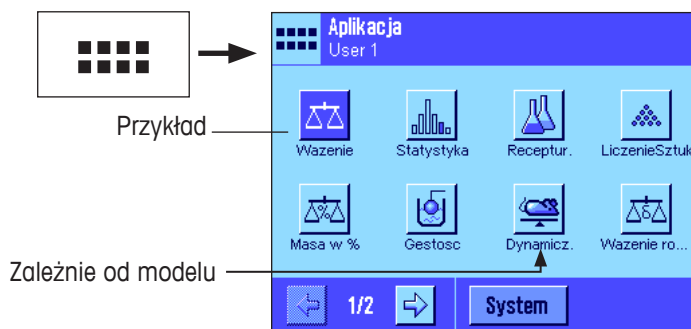 Aplikacja
User 1
Przykład
Wazenie
Statystyka
Receptur.
LiczenieSztuk
Masa w %
Gestosc
Dynamicz.
Wazenie ro...
Zależnie od modelu
1/2
System